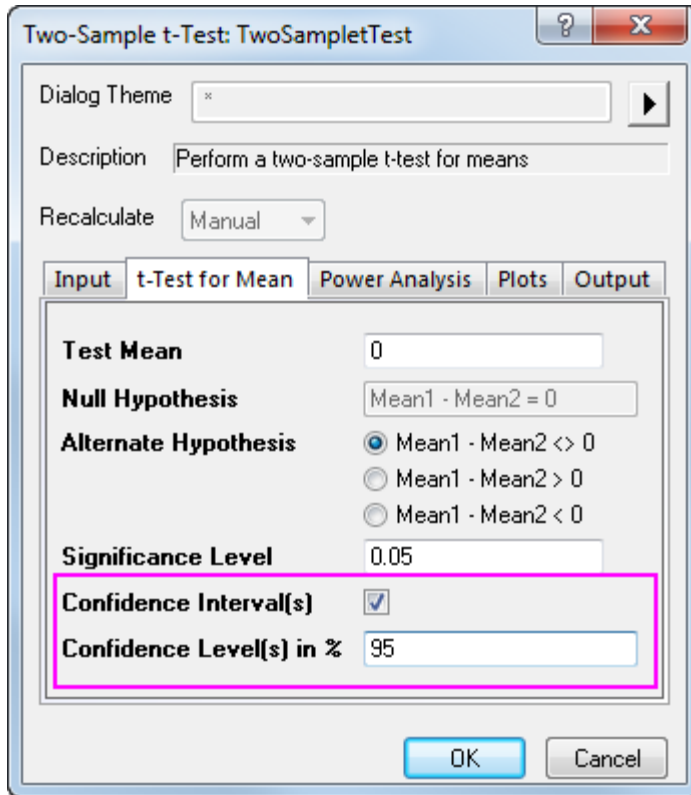 Two-Sample t-Test: TwoSampletTest
Dialog Theme *
Description Perform a two-sample t-test for means
Recalculate Manual
Input t-Test for Mean Power Analysis Plots Output
Test Mean 0
Null Hypothesis Mean1 - Mean2 = 0
Alternate Hypothesis Mean1 - Mean2 <> 0
Mean1 - Mean2 > 0
Mean1 - Mean2 < 0
Significance Level 0.05
Confidence Interval(s)
Confidence Level(s) in % 95
OK Cancel